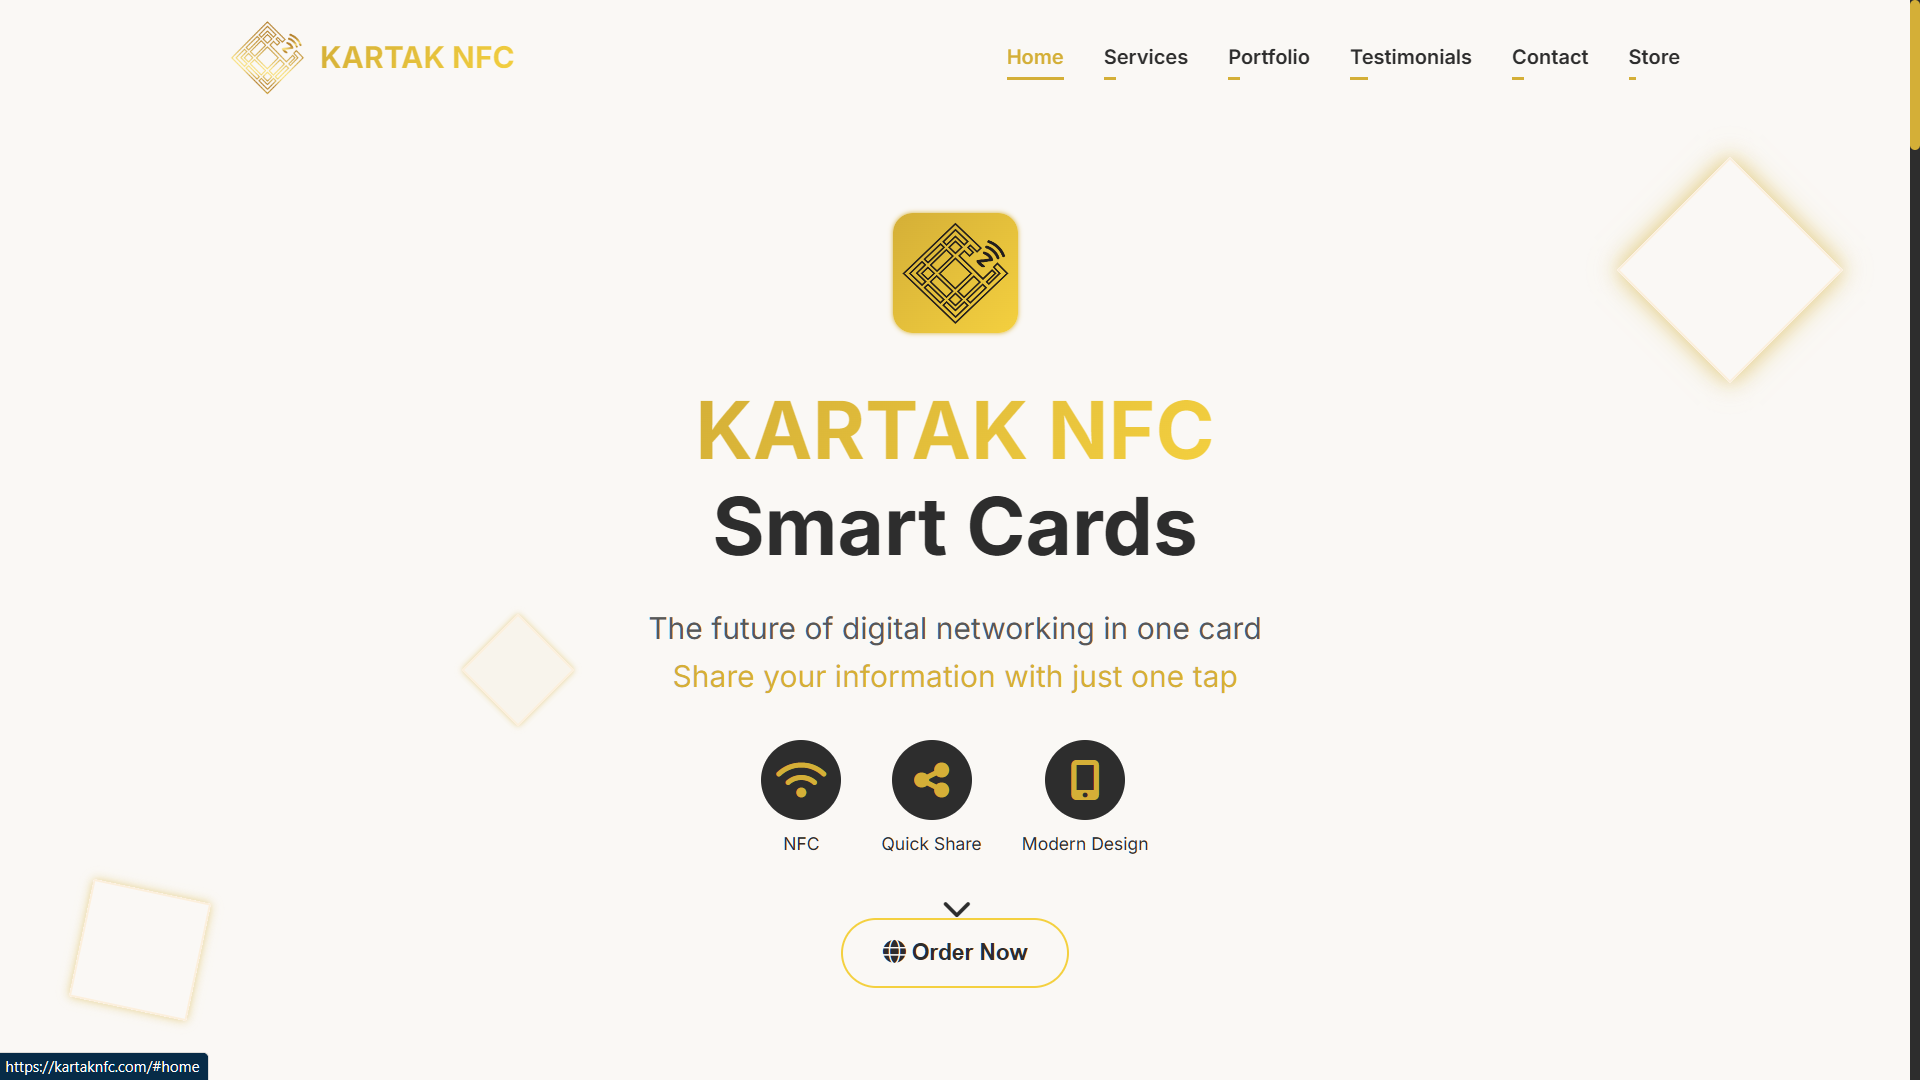 KARTAK NFC
Home
Services
Portfolio
Testimonials
Contact
Store
KARTAK NFC
Smart Cards
The future of digital networking in one card
Share your information with just one tap
NFC
Quick Share
Modern Design
Order Now
https://kartaknfc.com/#home